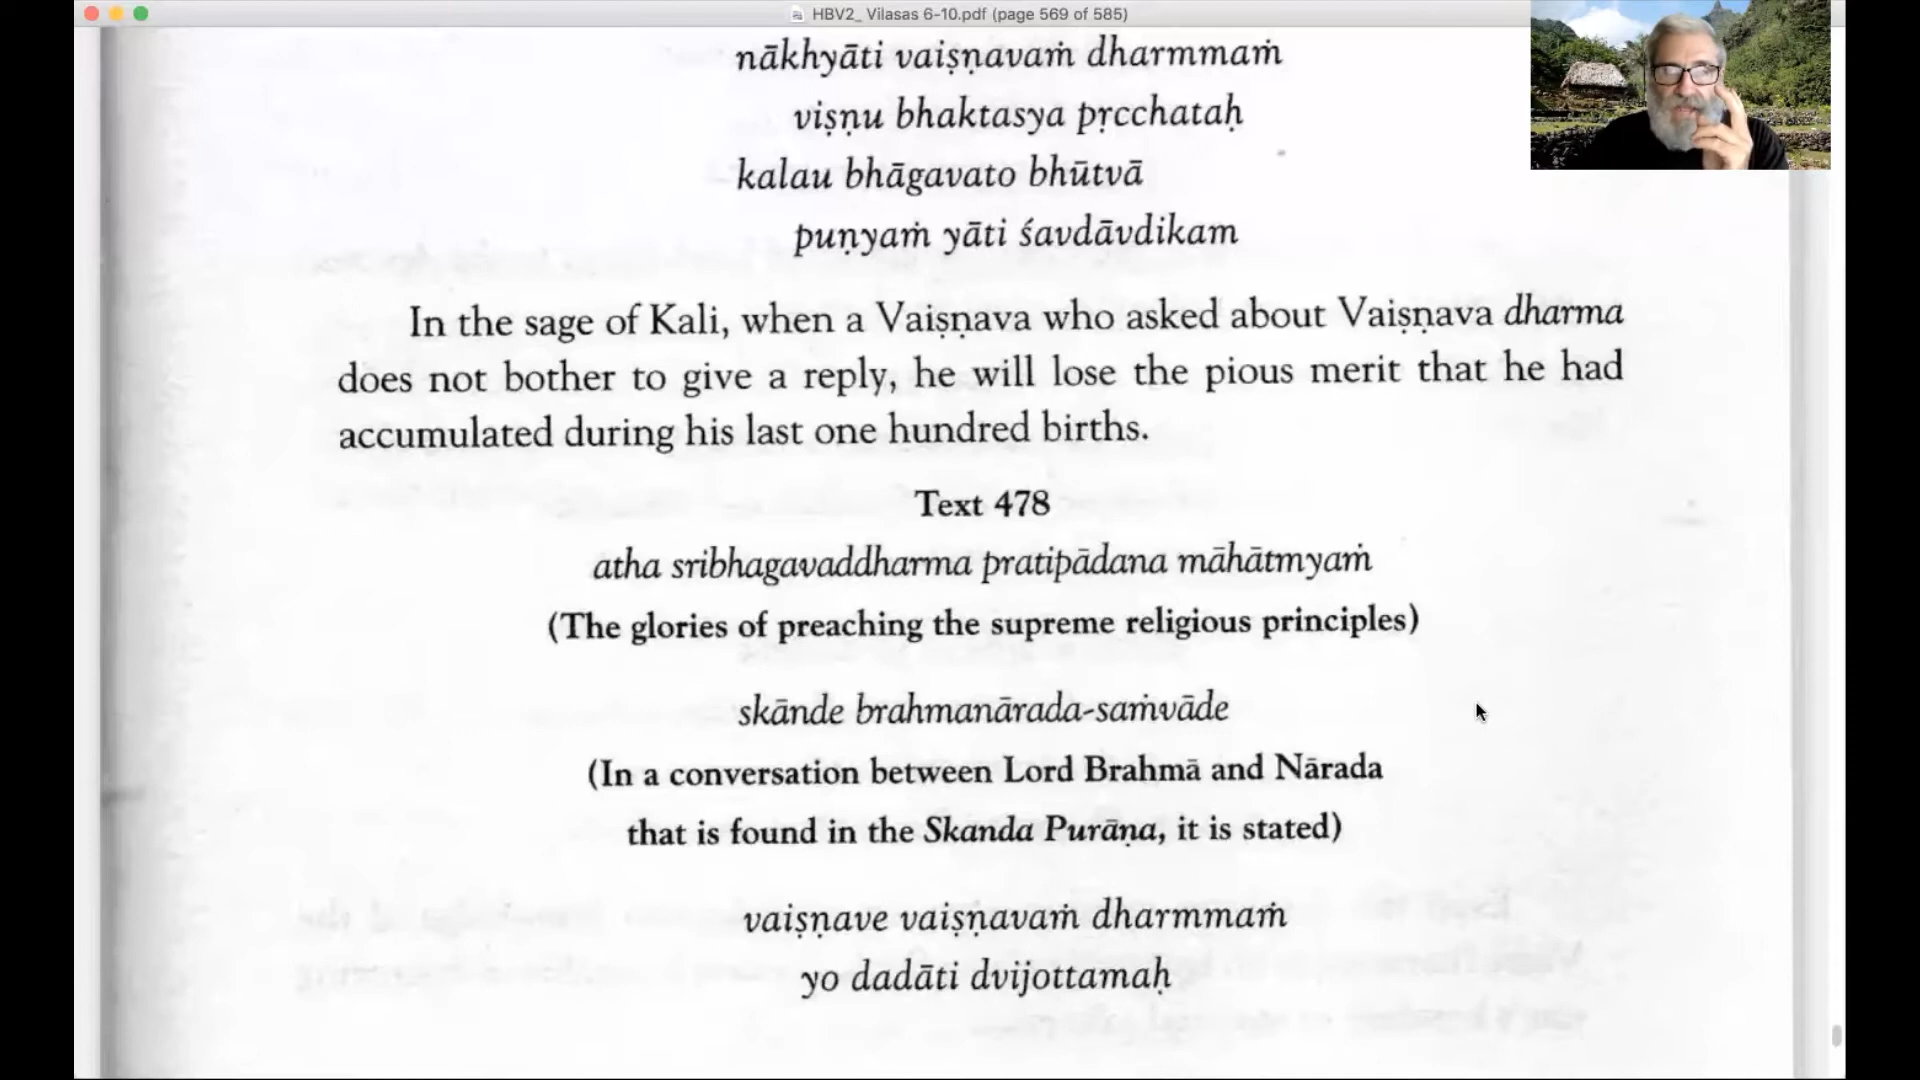 HBV2_ Vilasas 6-10.pdf (page 569 of 585)
nākhyāti vaiṣṇavaṁ dharmmaṁ
viṣṇu bhaktasya pṛcchataḥ
kalau bhāgavato bhūtvā
puṇyaṁ yāti śavdāvdikam
In the sage of Kali, when a Vaiṣṇava who asked about Vaiṣṇava dharma
does not bother to give a reply, he will lose the pious merit that he had
accumulated during his last one hundred births.
Text 478
atha sribhagavaddharma pratipādana māhātmyaṁ
(The glories of preaching the supreme religious principles)
skānde brahmanārada-saṁvāde
(In a conversation between Lord Brahmā and Nārada
that is found in the Skanda Purāṇa, it is stated)
vaiṣṇave vaiṣṇavaṁ dharmmaṁ
yo dadāti dvijottamaḥ